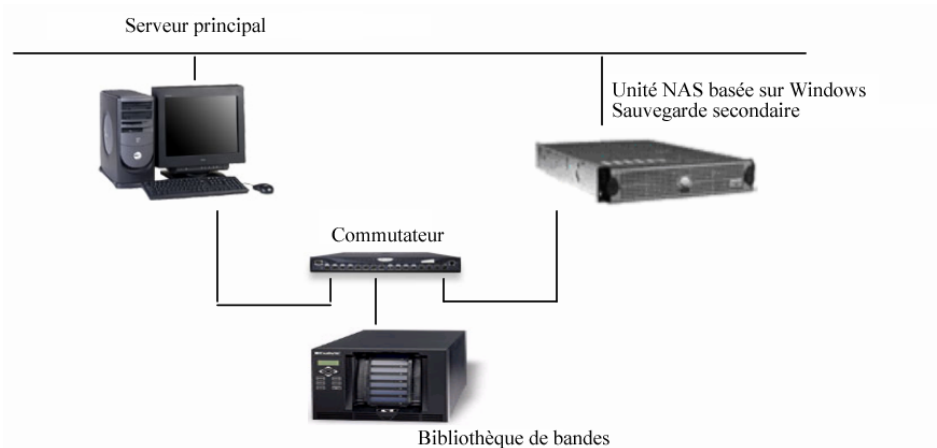 Serveur principal
Unité NAS basée sur Windows
Sauvegarde secondaire
Commutateur
Bibliothèque de bandes